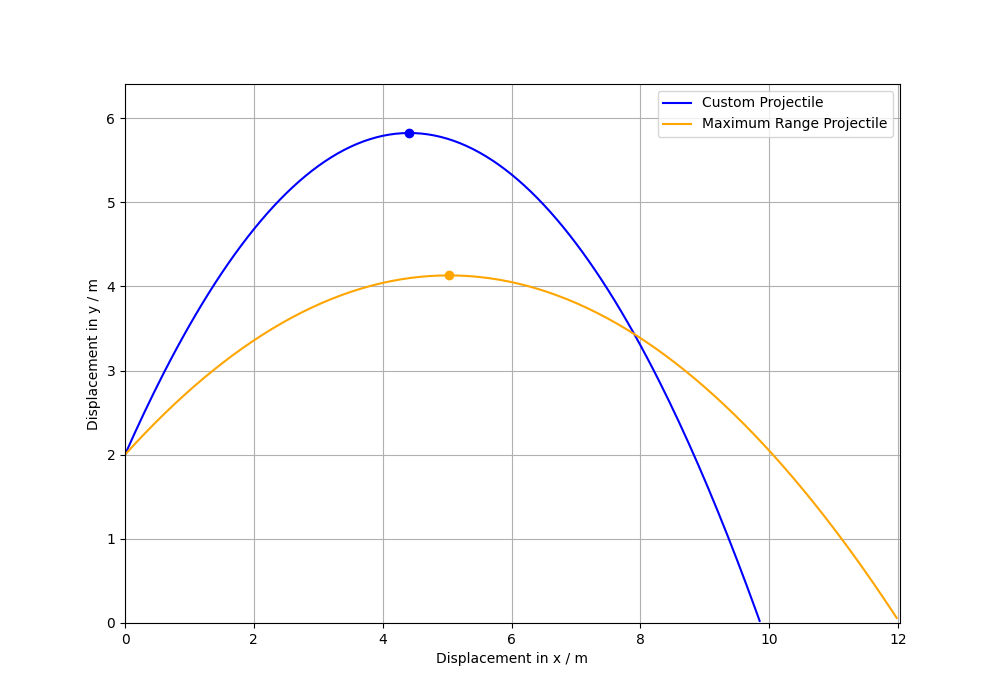 Custom Projectile
Maximum Range Projectile
6
5
4
3
2
1
0
Displacement in y / m
0 2 4 6 8 10 12
Displacement in x / m